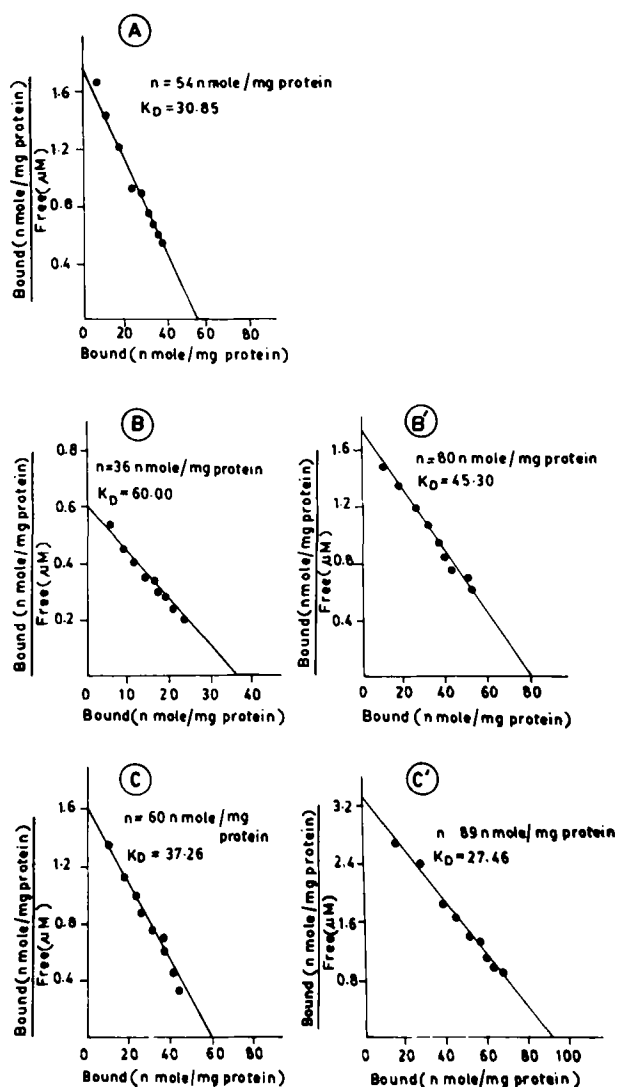 A
n = 54 n mole/mg protein
KD = 30.85
Bound (n mole/mg protein)
Free (μM)
1.6
1.2
0.8
0.4
0 20 40 60 80
Bound (n mole/mg protein)
B
n=36 n mole/mg protein
KD = 60.00
Bound (n mole/mg protein)
Free (μM)
0.8
0.6
0.4
0.2
0 10 20 30 40
Bound (n mole/mg protein)
B'
n=80 n mole/mg protein
KD = 45.30
Bound (nmole/mg protein)
Free (μM)
1.6
1.2
0.8
0.4
0 20 40 60 80
Bound (n mole/mg protein)
C
n= 60 n mole/mg
protein
KD = 37.26
Bound (n mole/mg protein)
Free (μM)
1.6
1.2
0.8
0.4
0 20 40 60 80
Bound (n mole/mg protein)
C'
n 89 n mole/mg protein
KD = 27.46
Bound (n mole/mg protein)
Free (μM)
3.2
2.4
1.6
0.8
0 20 40 60 80 100
Bound (n mole/mg protein)